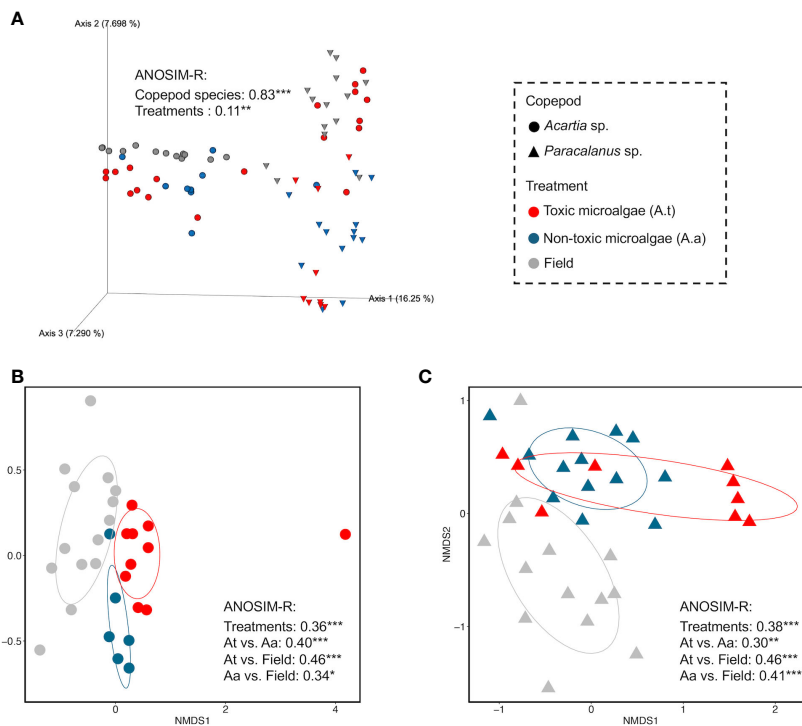 A
Axis 2 (7.698 %)
ANOSIM-R:
Copepod species: 0.83***
Treatments : 0.11**
Axis 1 (16.25 %)
Axis 3 (7.290 %)
Copepod
Acartia sp.
Paracalanus sp.
Treatment
Toxic microalgae (A.t)
Non-toxic microalgae (A.a)
Field
B
0.5
0.0
−0.5
0
2
4
NMDS1
ANOSIM-R:
Treatments: 0.36***
At vs. Aa: 0.40***
At vs. Field: 0.46***
Aa vs. Field: 0.34*
C
NMDS2
1
0
−1
−1
0
1
2
NMDS1
ANOSIM-R:
Treatments: 0.38***
At vs. Aa: 0.30**
At vs. Field: 0.46***
Aa vs. Field: 0.41***